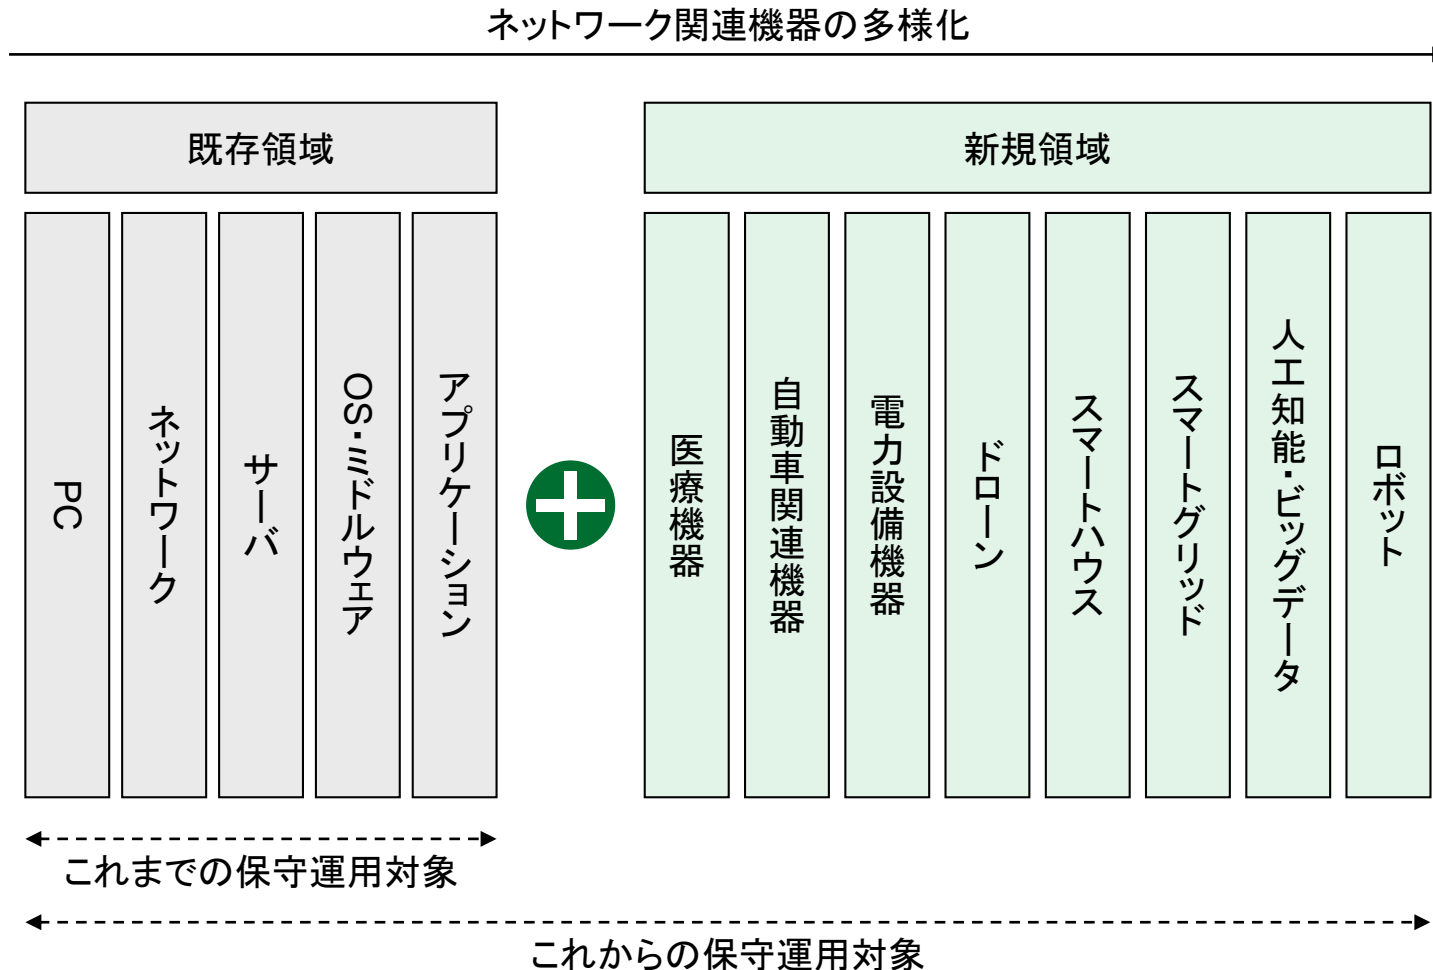 ネットワーク関連機器の多様化
既存領域
新規領域
PC
ネットワーク
サーバ
OS・ミドルウェア
アプリケーション
医療機器
自動車関連機器
電力設備機器
ドローン
スマートハウス
スマートグリッド
人工知能・ビッグデータ
ロボット
これまでの保守運用対象
これからの保守運用対象